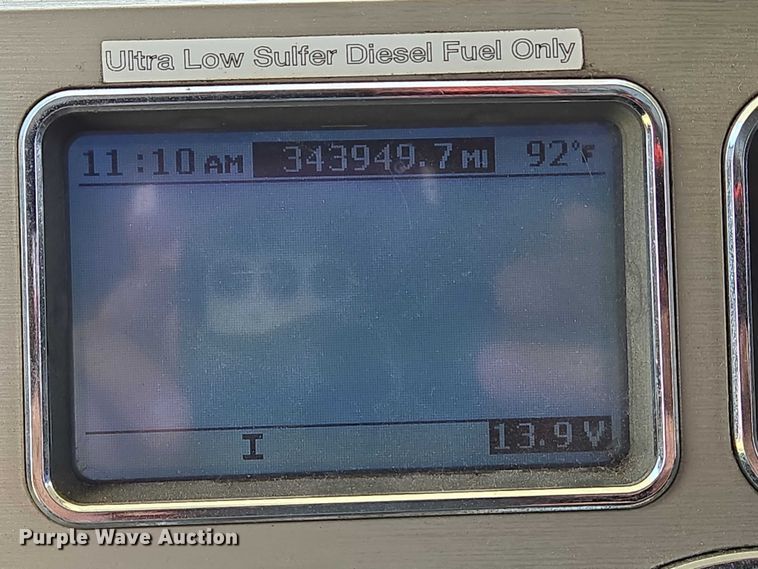 Ultra Low Sulfer Diesel Fuel Only
11:10 AM 343949.7 MI 92°F
I 13.9 V
Purple Wave Auction